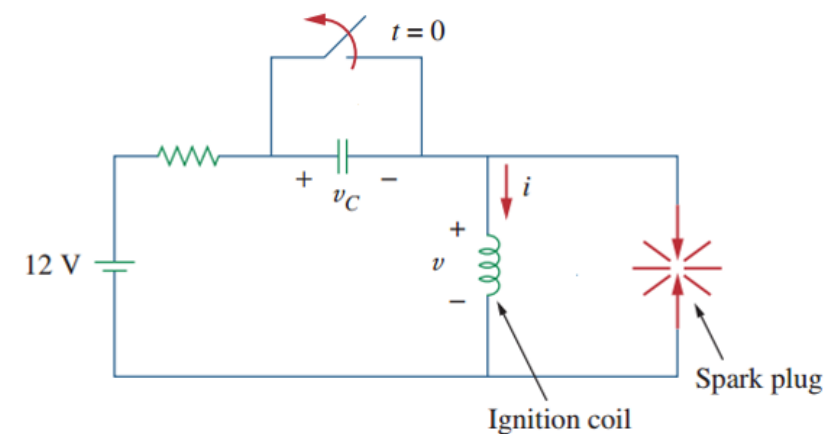 t = 0
+ vC −
i
12 V
+
v
−
Spark plug
Ignition coil